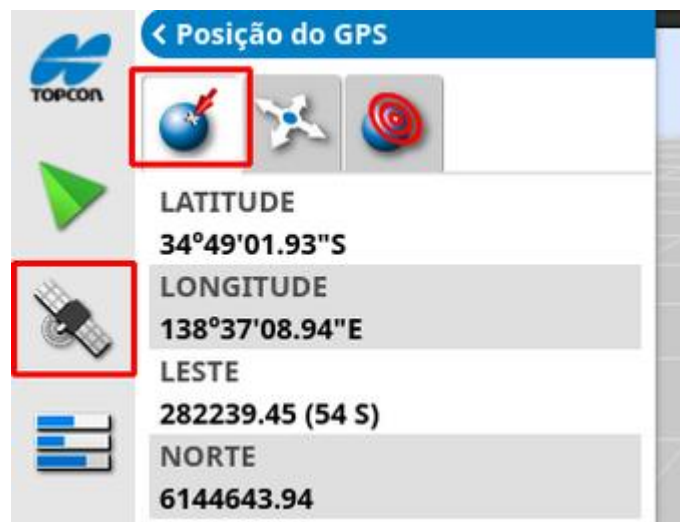 < Posição do GPS
TOPCON
LATITUDE
34°49'01.93"S
LONGITUDE
138°37'08.94"E
LESTE
282239.45 (54 S)
NORTE
6144643.94